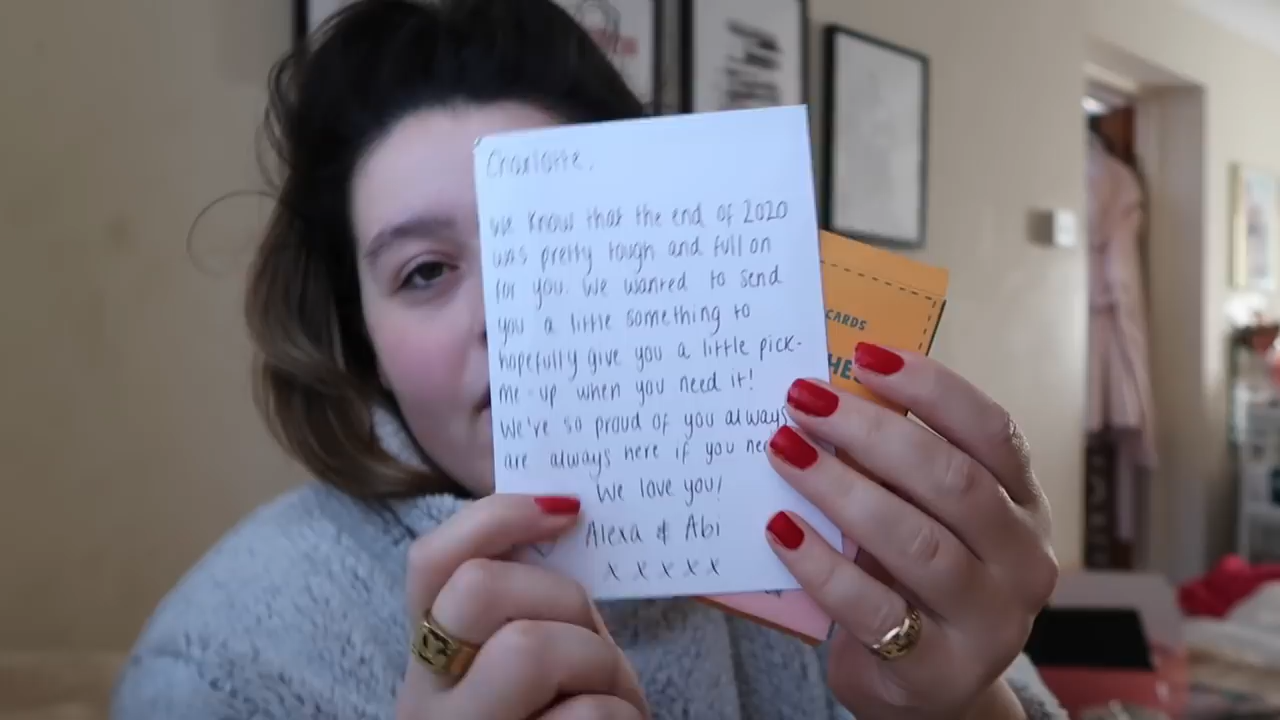 Charlotte,
We know that the end of 2020
was pretty tough and full on
for you. We wanted to send
you a little something to
hopefully give you a little pick-
me-up when you need it!
We're so proud of you always
are always here if you nee
We love you!
Alexa & Abi
x x x x x
CARDS
HE